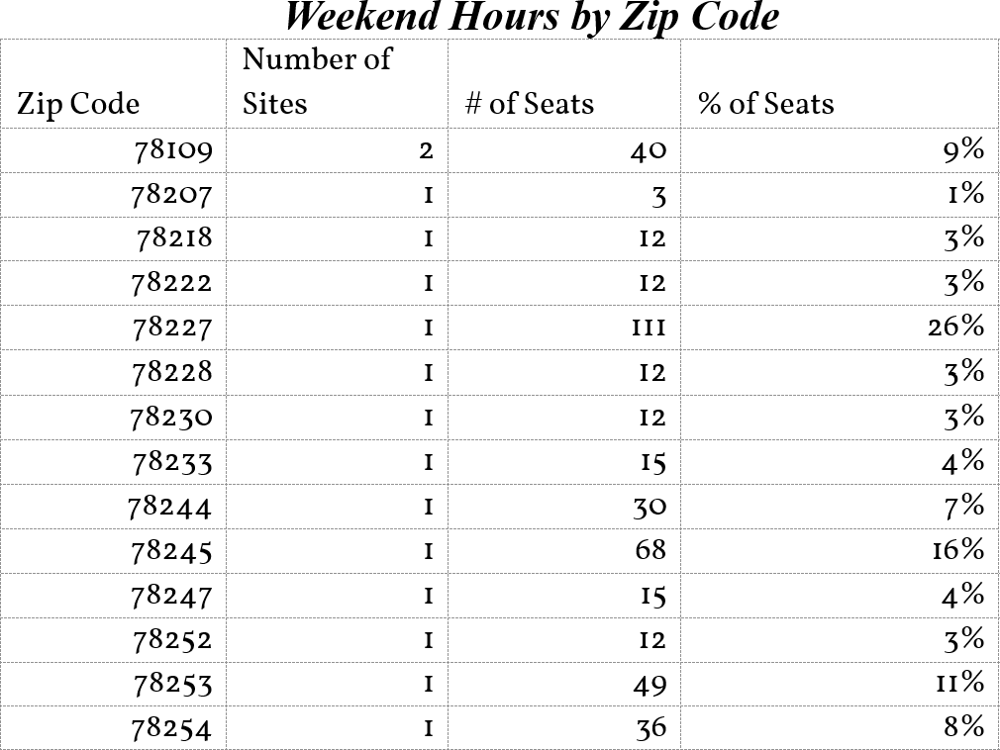 Weekend Hours by Zip Code
Zip Code Number of Sites # of Seats % of Seats
78109 2 40 9%
78207 1 3 1%
78218 1 12 3%
78222 1 12 3%
78227 1 111 26%
78228 1 12 3%
78230 1 12 3%
78233 1 15 4%
78244 1 30 7%
78245 1 68 16%
78247 1 15 4%
78252 1 12 3%
78253 1 49 11%
78254 1 36 8%